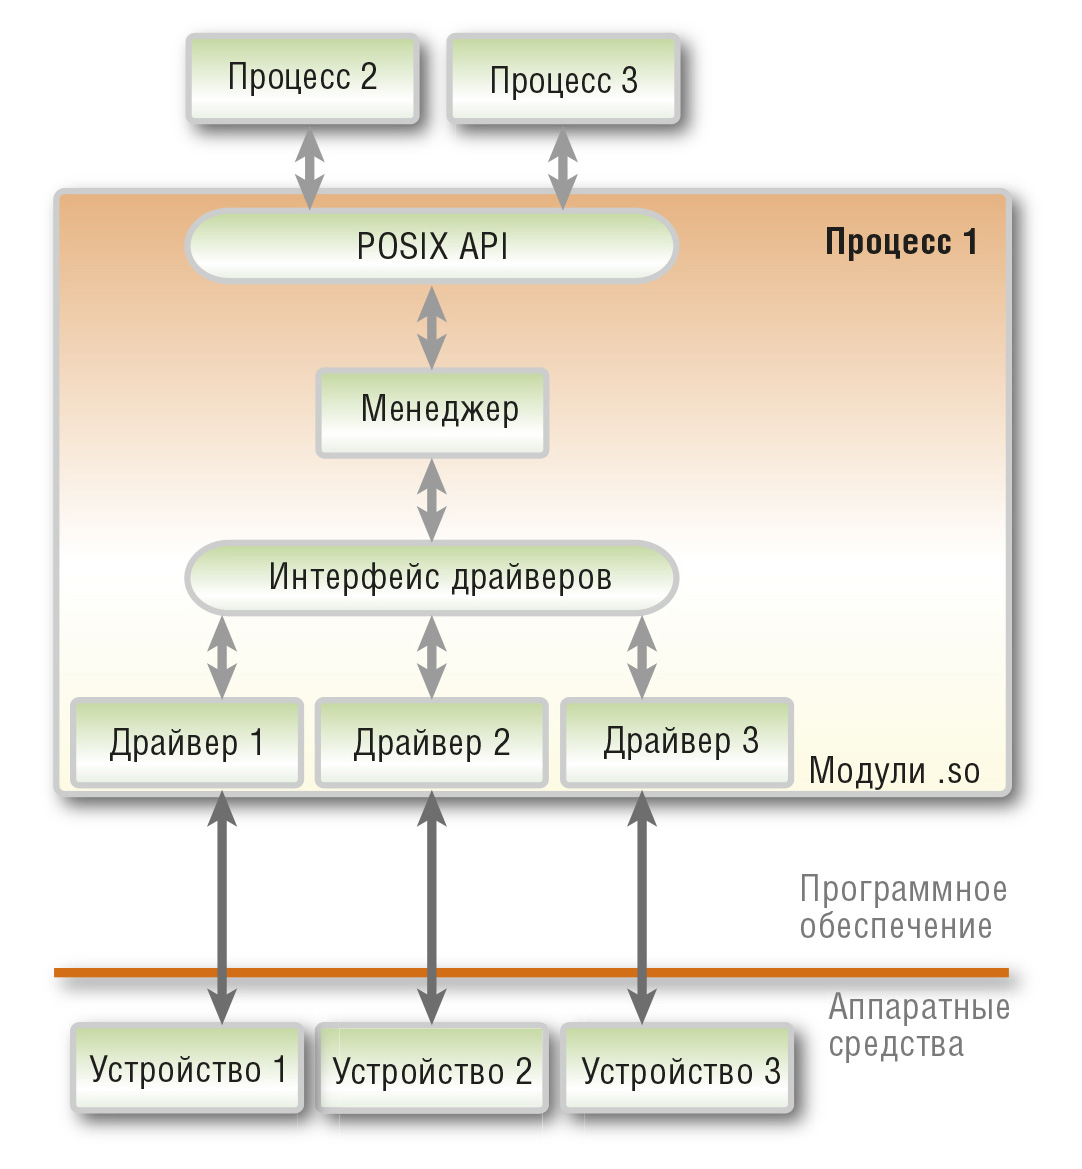 Процесс 2
Процесс 3
POSIX API
Процесс 1
Менеджер
Интерфейс драйверов
Драйвер 1
Драйвер 2
Драйвер 3
Модули .so
Программное
обеспечение
Аппаратные
средства
Устройство 1
Устройство 2
Устройство 3